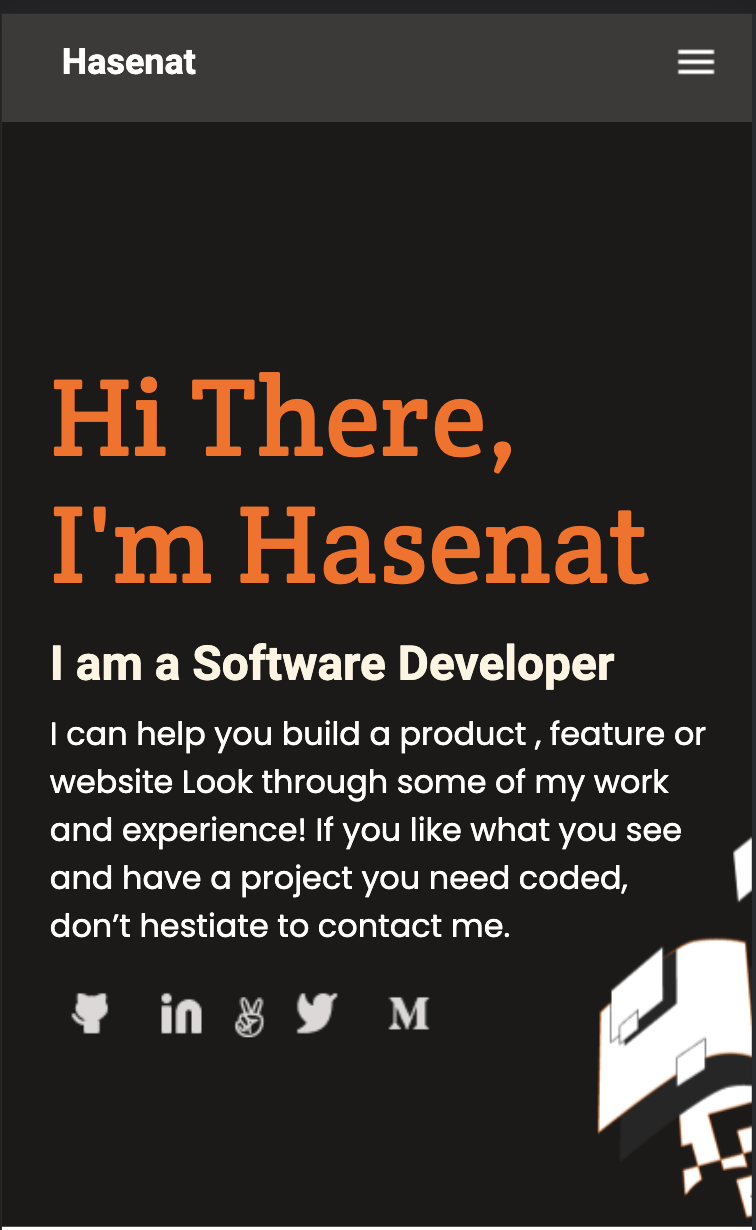 Hasenat
Hi There,
I'm Hasenat
I am a Software Developer
I can help you build a product , feature or
website Look through some of my work
and experience! If you like what you see
and have a project you need coded,
don’t hestiate to contact me.
in M